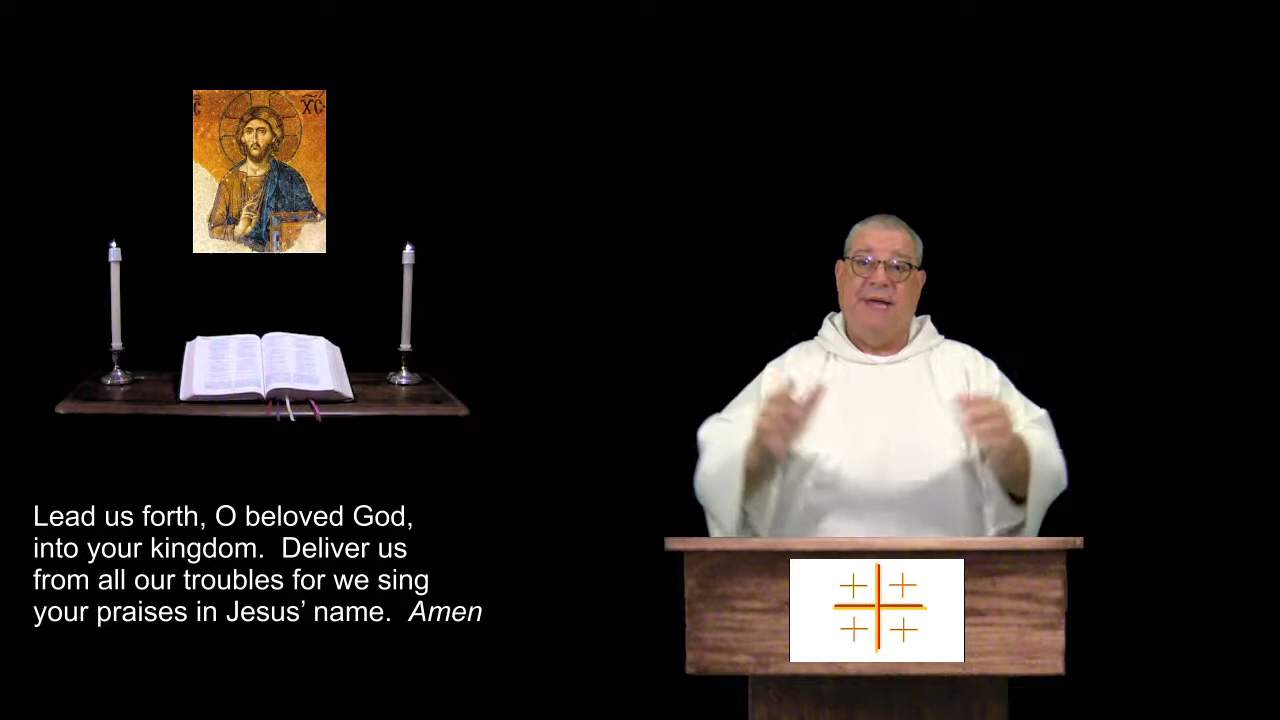 XC
Lead us forth, O beloved God,
into your kingdom.  Deliver us
from all our troubles for we sing
your praises in Jesus’ name.  Amen